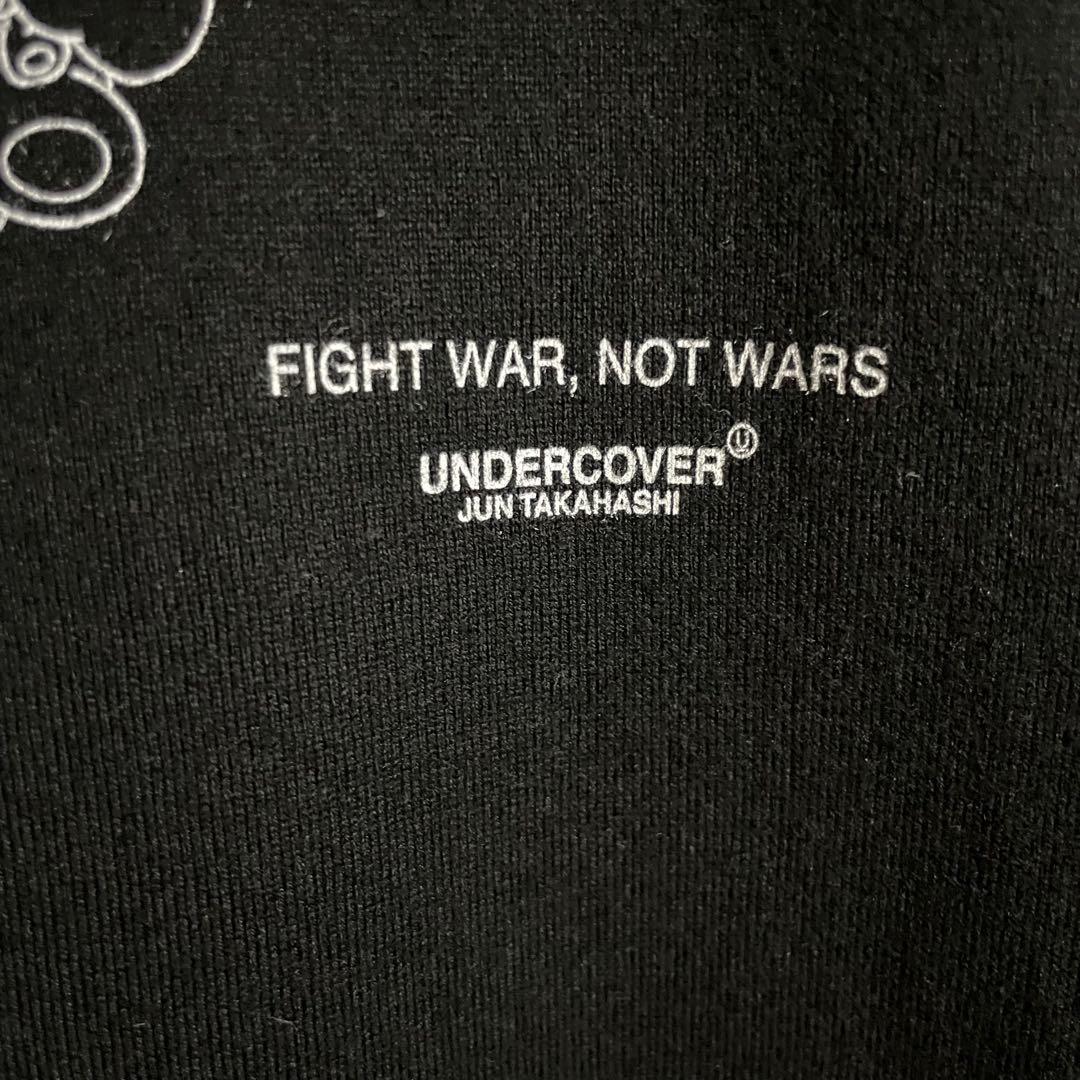 FIGHT WAR, NOT WARS
UNDERCOVER Ⓤ
JUN TAKAHASHI